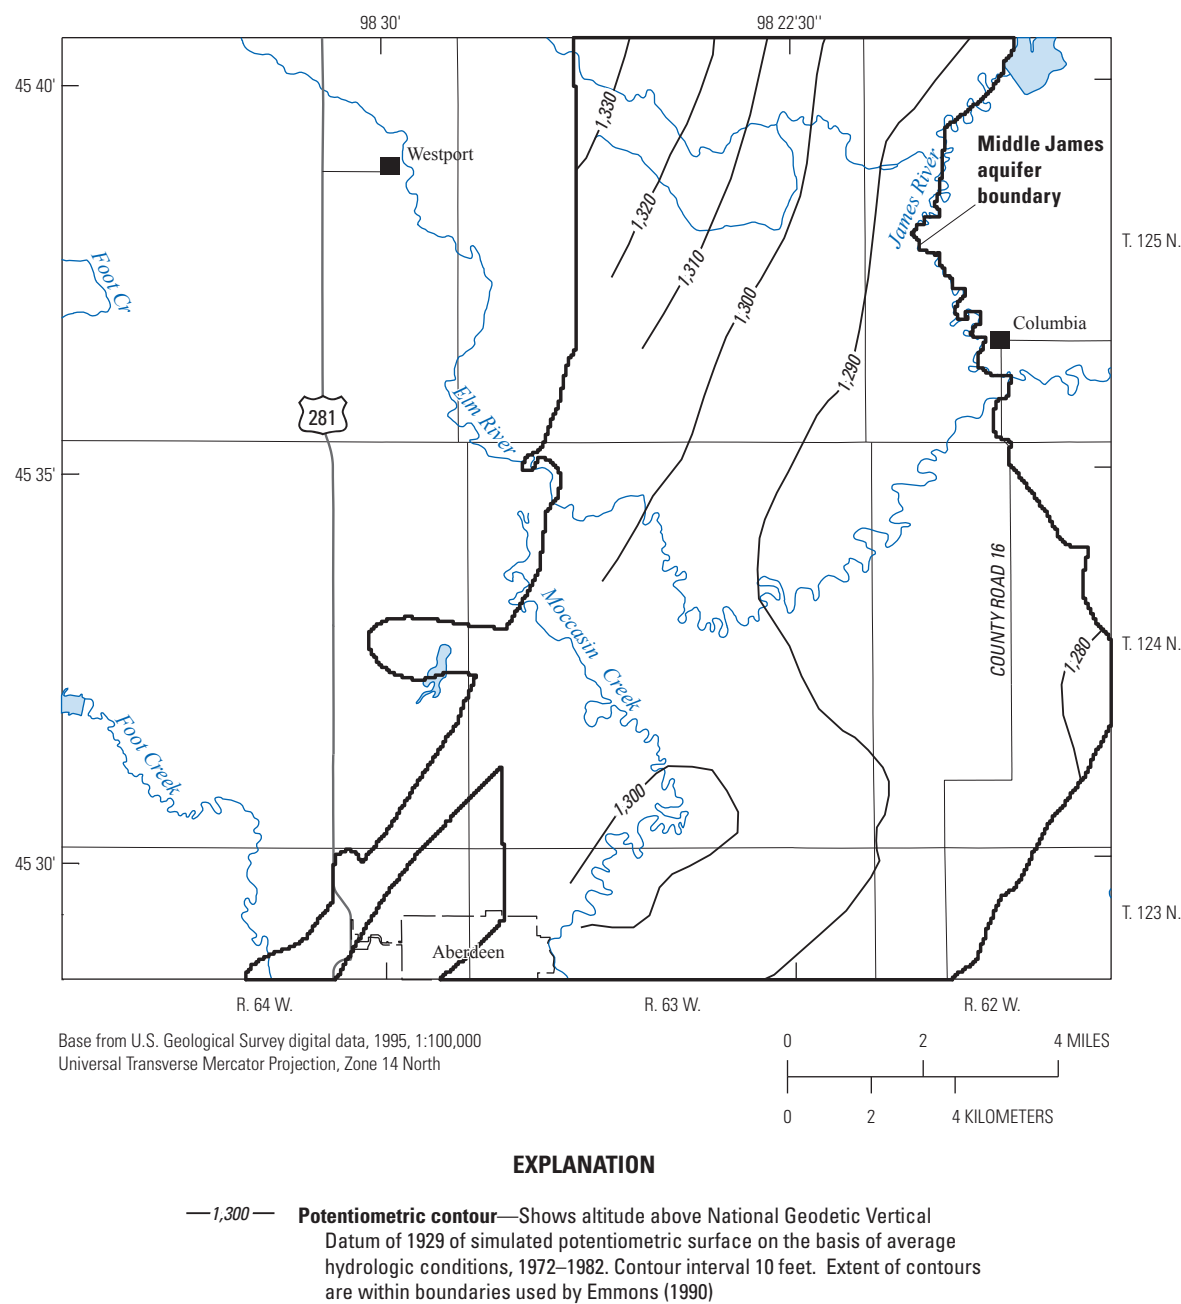 98 30'
98 22'30''
45 40'
1,330
Westport
Middle James
aquifer
boundary
James River
1,320
T. 125 N.
Foot Cr
1,310
1,300
Columbia
1,290
281
Elm River
45 35'
COUNTY ROAD 16
Moccasin Creek
1,280
T. 124 N.
Foot Creek
1,300
45 30'
T. 123 N.
Aberdeen
R. 64 W.
R. 63 W.
R. 62 W.
Base from U.S. Geological Survey digital data, 1995, 1:100,000
Universal Transverse Mercator Projection, Zone 14 North
0 2 4 MILES
0 2 4 KILOMETERS
EXPLANATION
1,300
Potentiometric contour—Shows altitude above National Geodetic Vertical
Datum of 1929 of simulated potentiometric surface on the basis of average
hydrologic conditions, 1972–1982. Contour interval 10 feet. Extent of contours
are within boundaries used by Emmons (1990)